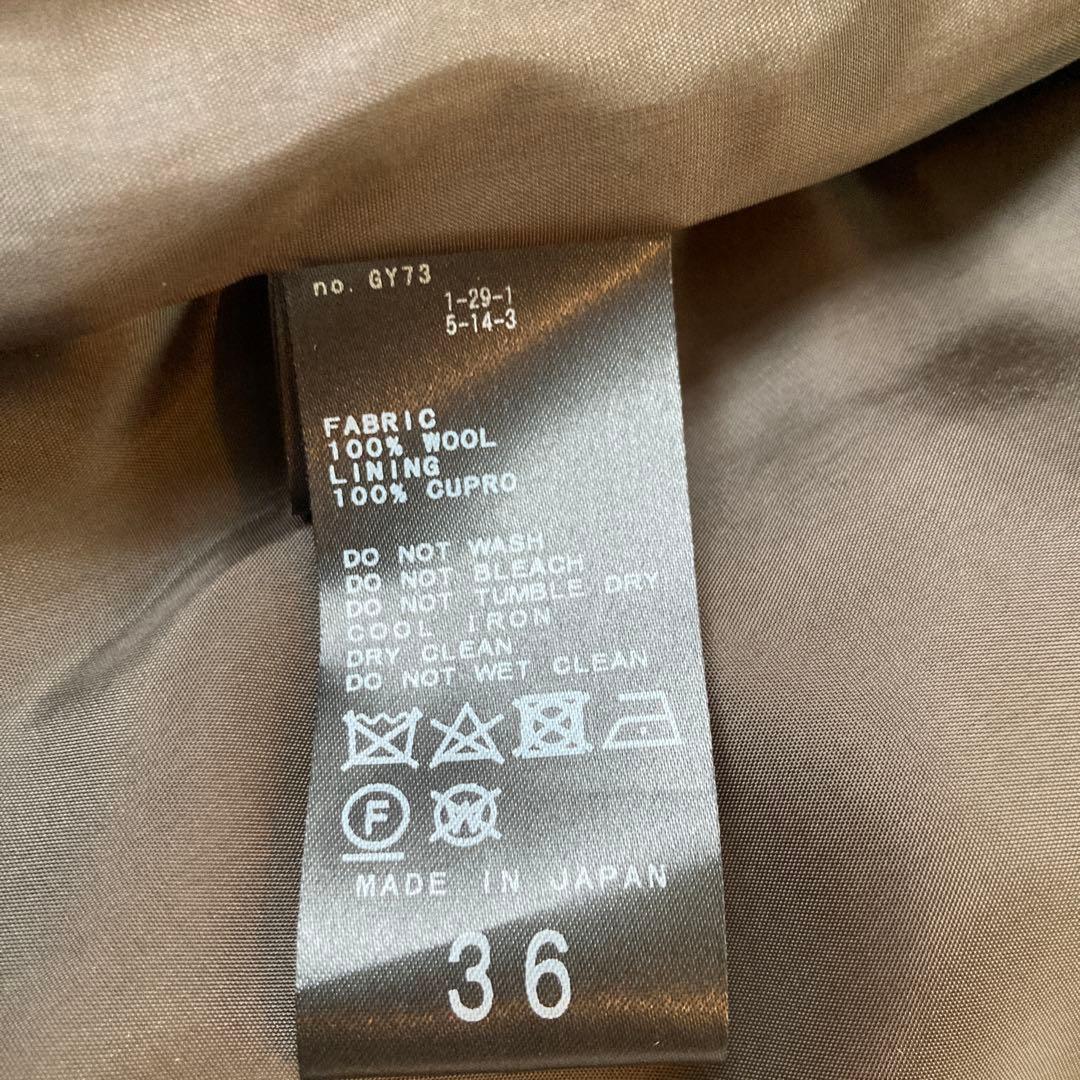 no. GY73
1-29-1
5-14-3
FABRIC
100% WOOL
LINING
100% CUPRO
DO NOT WASH
DO NOT BLEACH
DO NOT TUMBLE DRY
COOL IRON
DRY CLEAN
DO NOT WET CLEAN
F W
MADE IN JAPAN
36